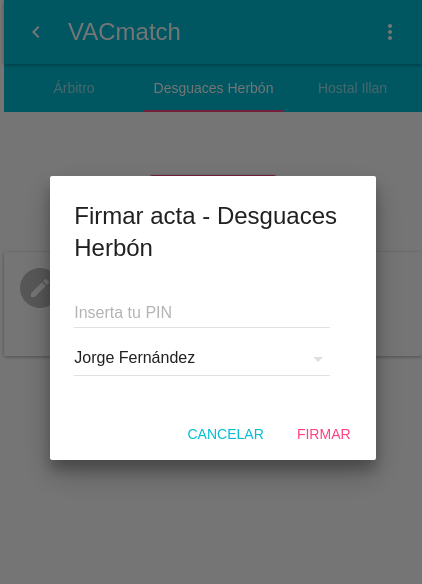 VACmatch
Árbitro
Desguaces Herbón
Hostal Illan
Firmar acta - Desguaces
Herbón
Inserta tu PIN
Jorge Fernández
CANCELAR
FIRMAR